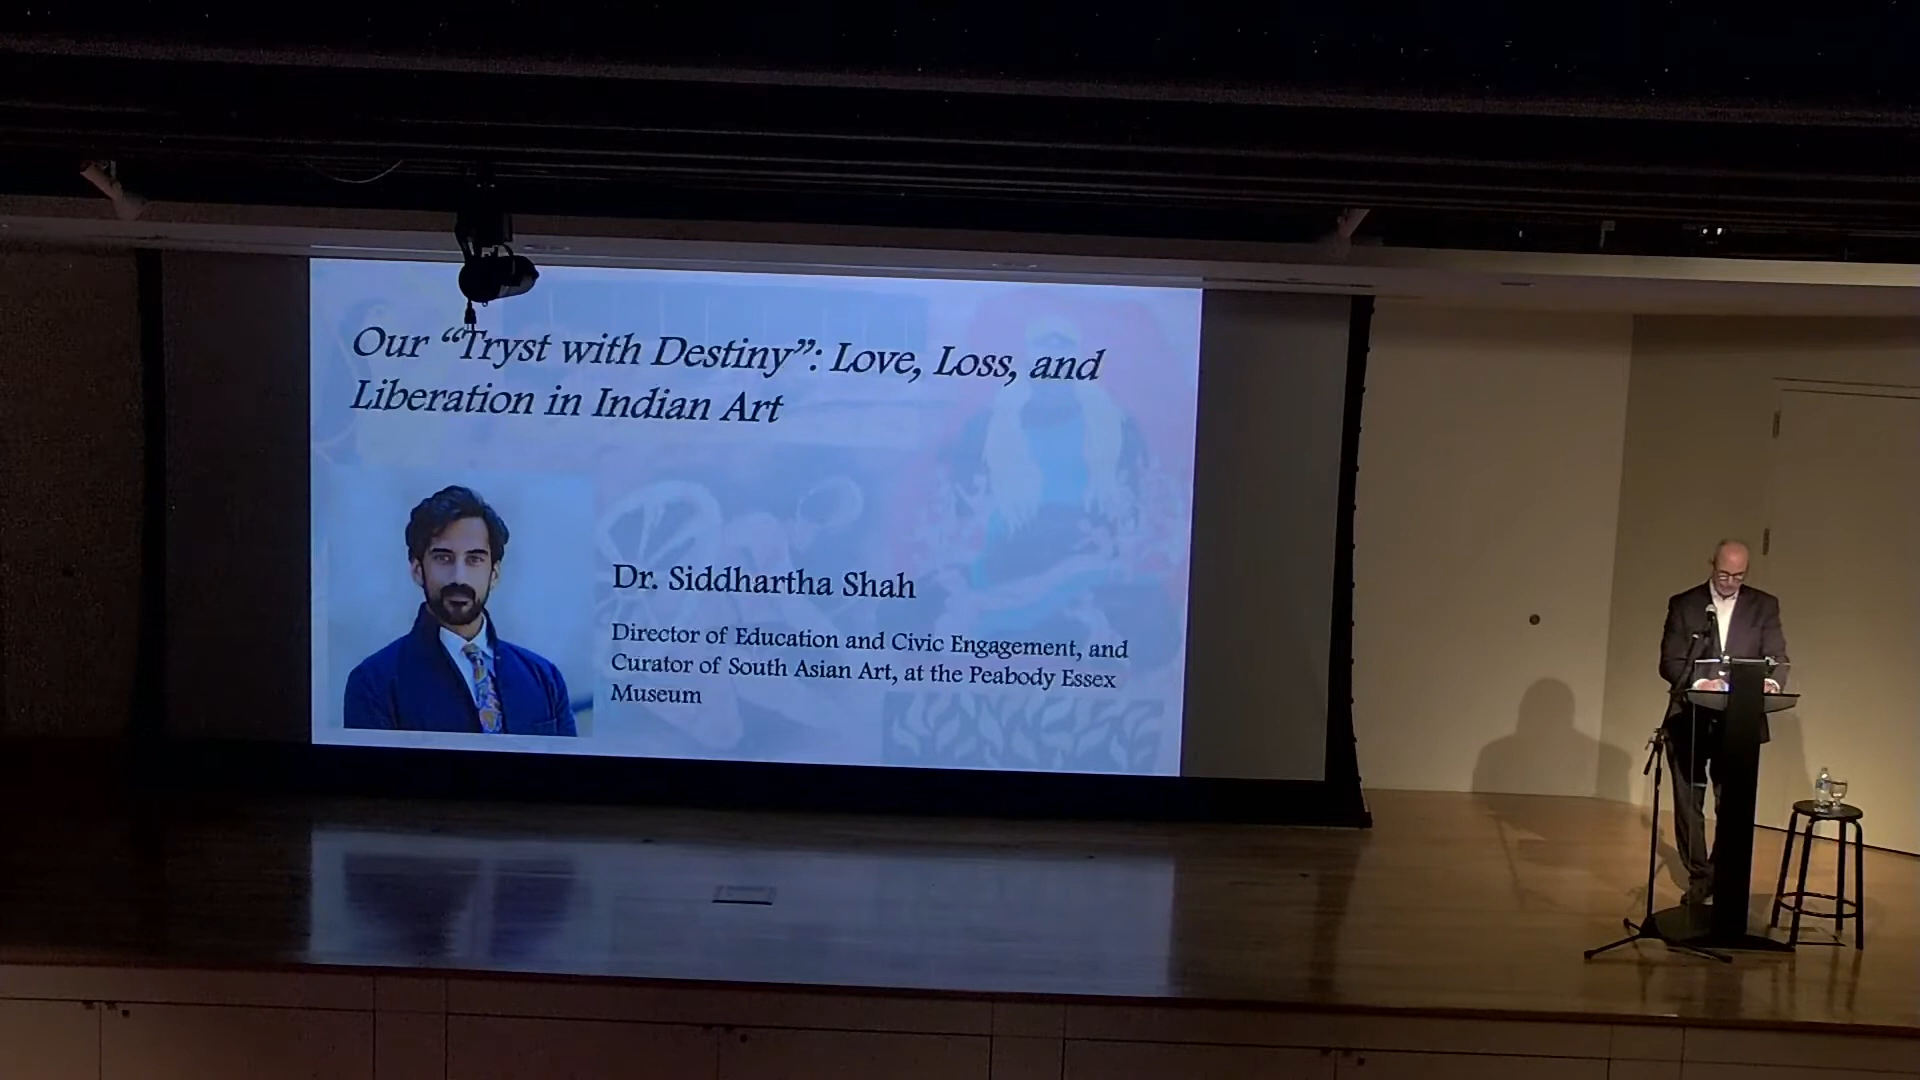 Our “Tryst with Destiny”: Love, Loss, and
Liberation in Indian Art
Dr. Siddhartha Shah
Director of Education and Civic Engagement, and
Curator of South Asian Art, at the Peabody Essex
Museum